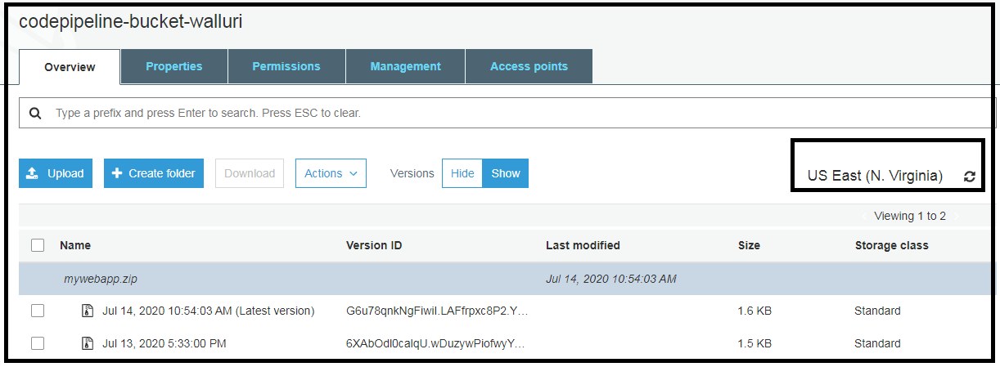 codepipeline-bucket-walluri
Overview Properties Permissions Management Access points
Type a prefix and press Enter to search. Press ESC to clear.
Upload Create folder Download Actions Versions Hide Show US East (N. Virginia)
Viewing 1 to 2
Name Version ID Last modified Size Storage class
mywebapp.zip Jul 14, 2020 10:54:03 AM
Jul 14, 2020 10:54:03 AM (Latest version) G6u78qnkNgFiwiI.LAFfrpxc8P2.Y… 1.6 KB Standard
Jul 13, 2020 5:33:00 PM 6XAbOdI0calqU.wDuzywPiofwyY… 1.5 KB Standard